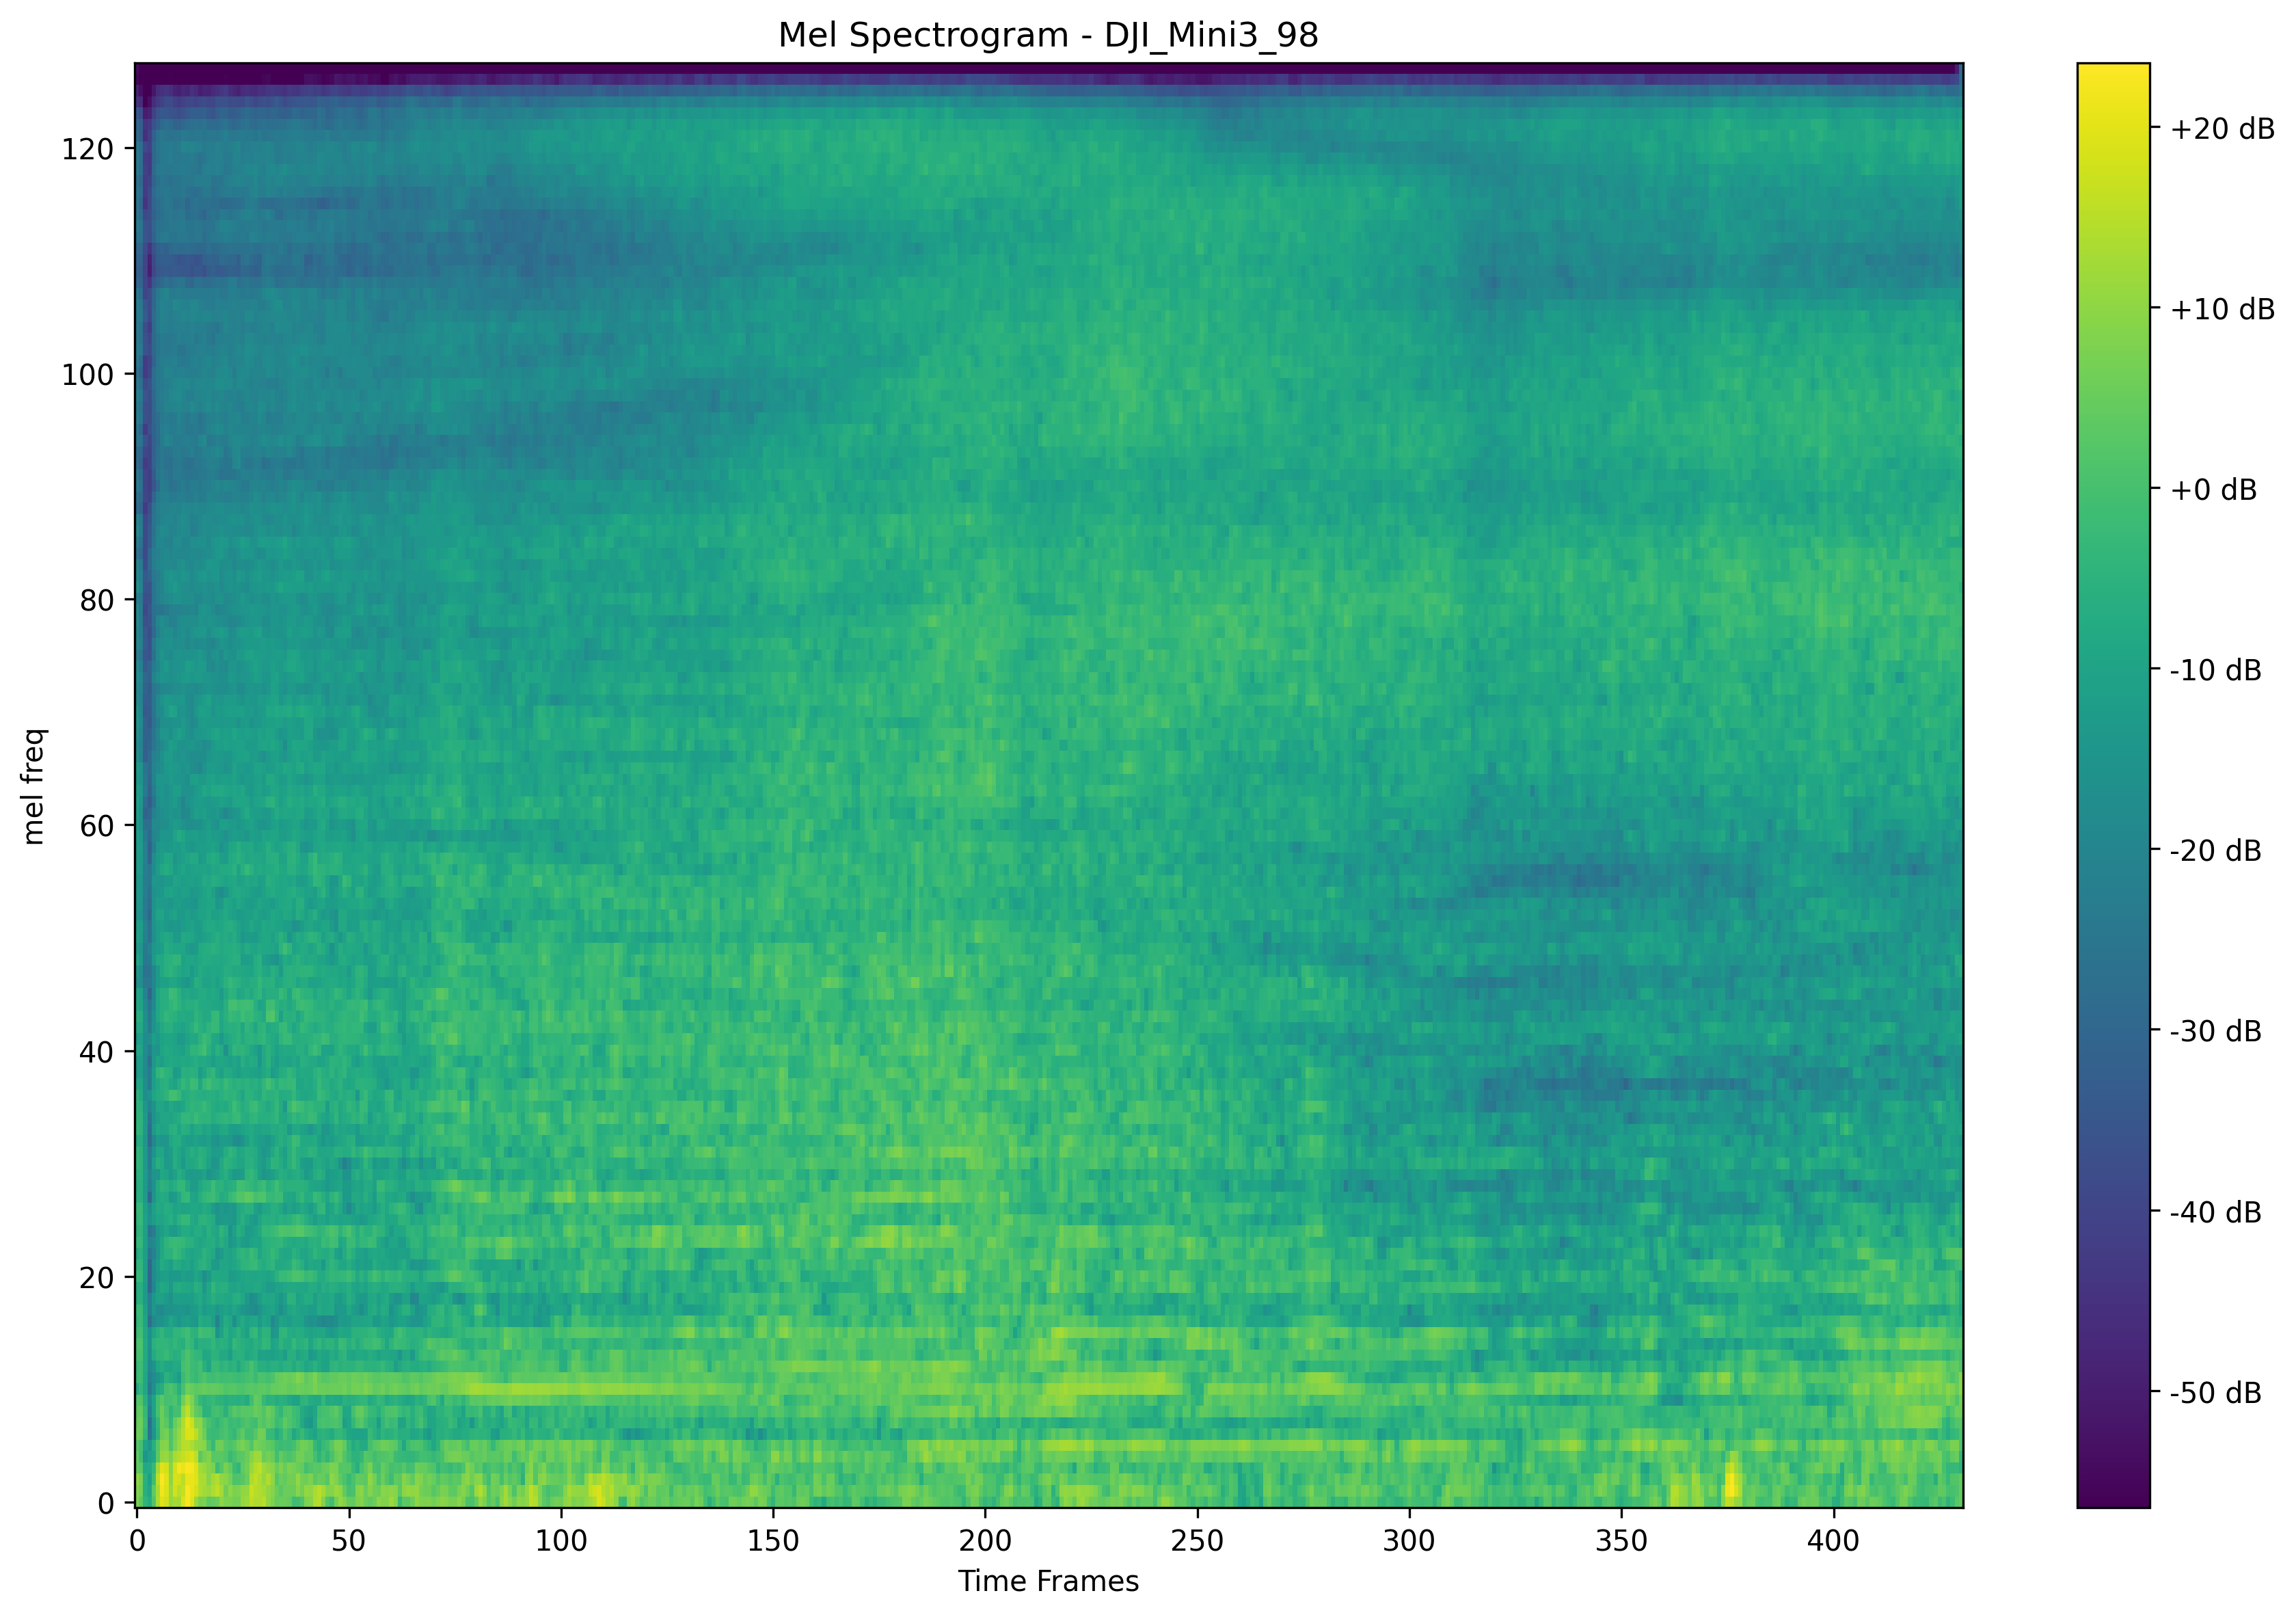 Mel Spectrogram - DJI_Mini3_98
mel freq
120
100
80
60
40
20
0
0 50 100 150 200 250 300 350 400
Time Frames
+20 dB
+10 dB
+0 dB
-10 dB
-20 dB
-30 dB
-40 dB
-50 dB